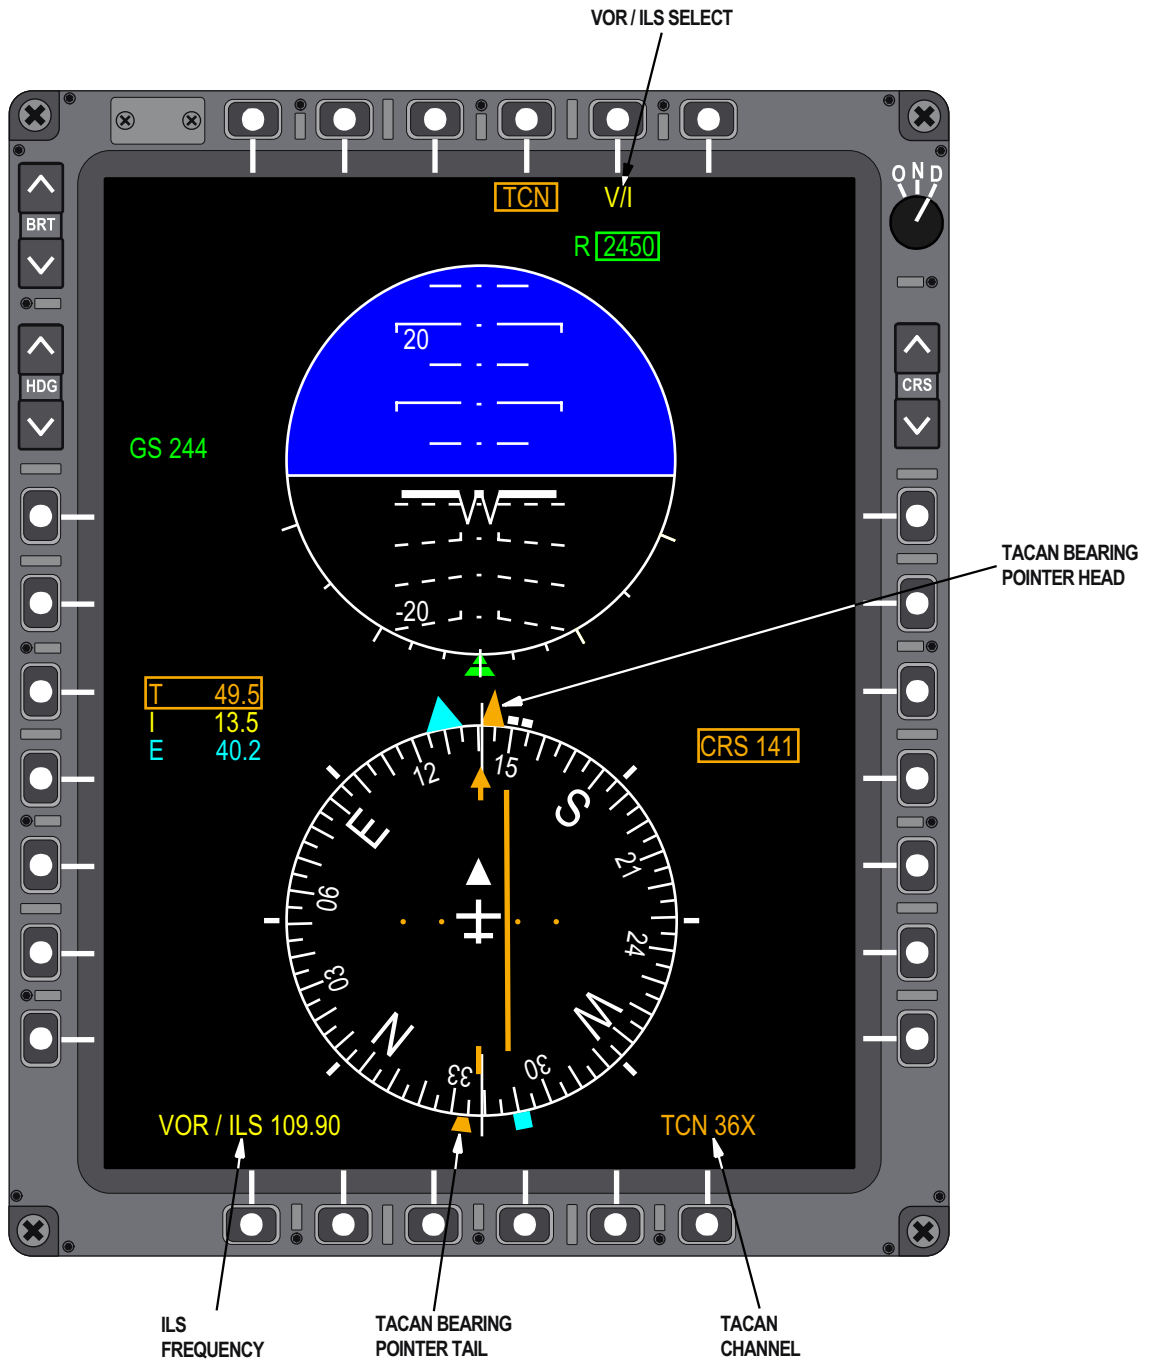 VOR / ILS SELECT
O N D
BRT
TCN V/I
R 2450
20
HDG
CRS
GS 244
TACAN BEARING
POINTER HEAD
-20
T 49.5
I 13.5
E 40.2
CRS 141
12 15
E S
06 21
03 24
N W
33 30
VOR / ILS 109.90
TCN 36X
ILS
FREQUENCY
TACAN BEARING
POINTER TAIL
TACAN
CHANNEL